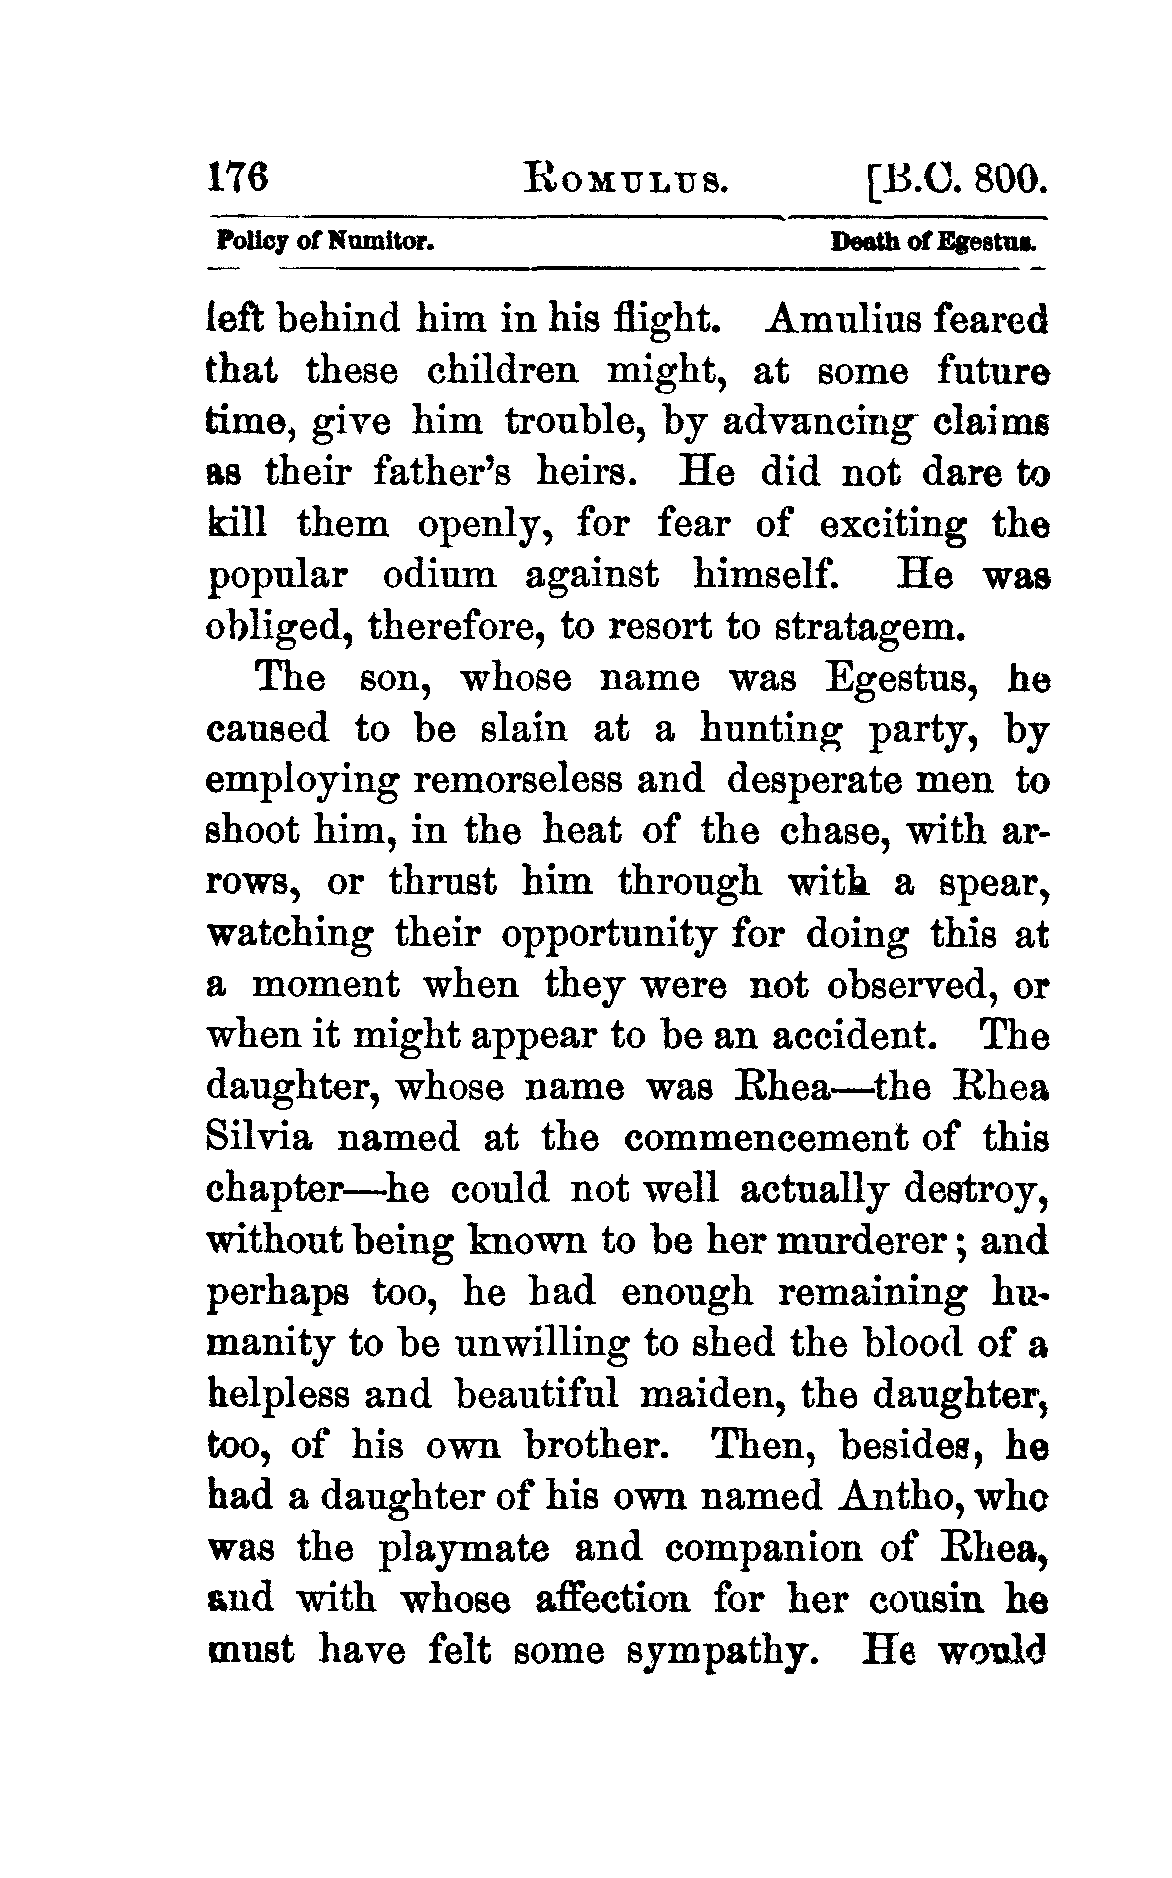 176 ROMULUS. [B.C. 800.
Policy of Numitor. Death of Egestus.
left behind him in his flight. Amulius feared
that these children might, at some future
time, give him trouble, by advancing claims
as their father's heirs. He did not dare to
kill them openly, for fear of exciting the
popular odium against himself. He was
obliged, therefore, to resort to stratagem.
The son, whose name was Egestus, he
caused to be slain at a hunting party, by
employing remorseless and desperate men to
shoot him, in the heat of the chase, with ar-
rows, or thrust him through with a spear,
watching their opportunity for doing this at
a moment when they were not observed, or
when it might appear to be an accident. The
daughter, whose name was Rhea—the Rhea
Silvia named at the commencement of this
chapter—he could not well actually destroy,
without being known to be her murderer; and
perhaps too, he had enough remaining hu-
manity to be unwilling to shed the blood of a
helpless and beautiful maiden, the daughter,
too, of his own brother. Then, besides, he
had a daughter of his own named Antho, who
was the playmate and companion of Rhea,
and with whose affection for her cousin he
must have felt some sympathy. He would